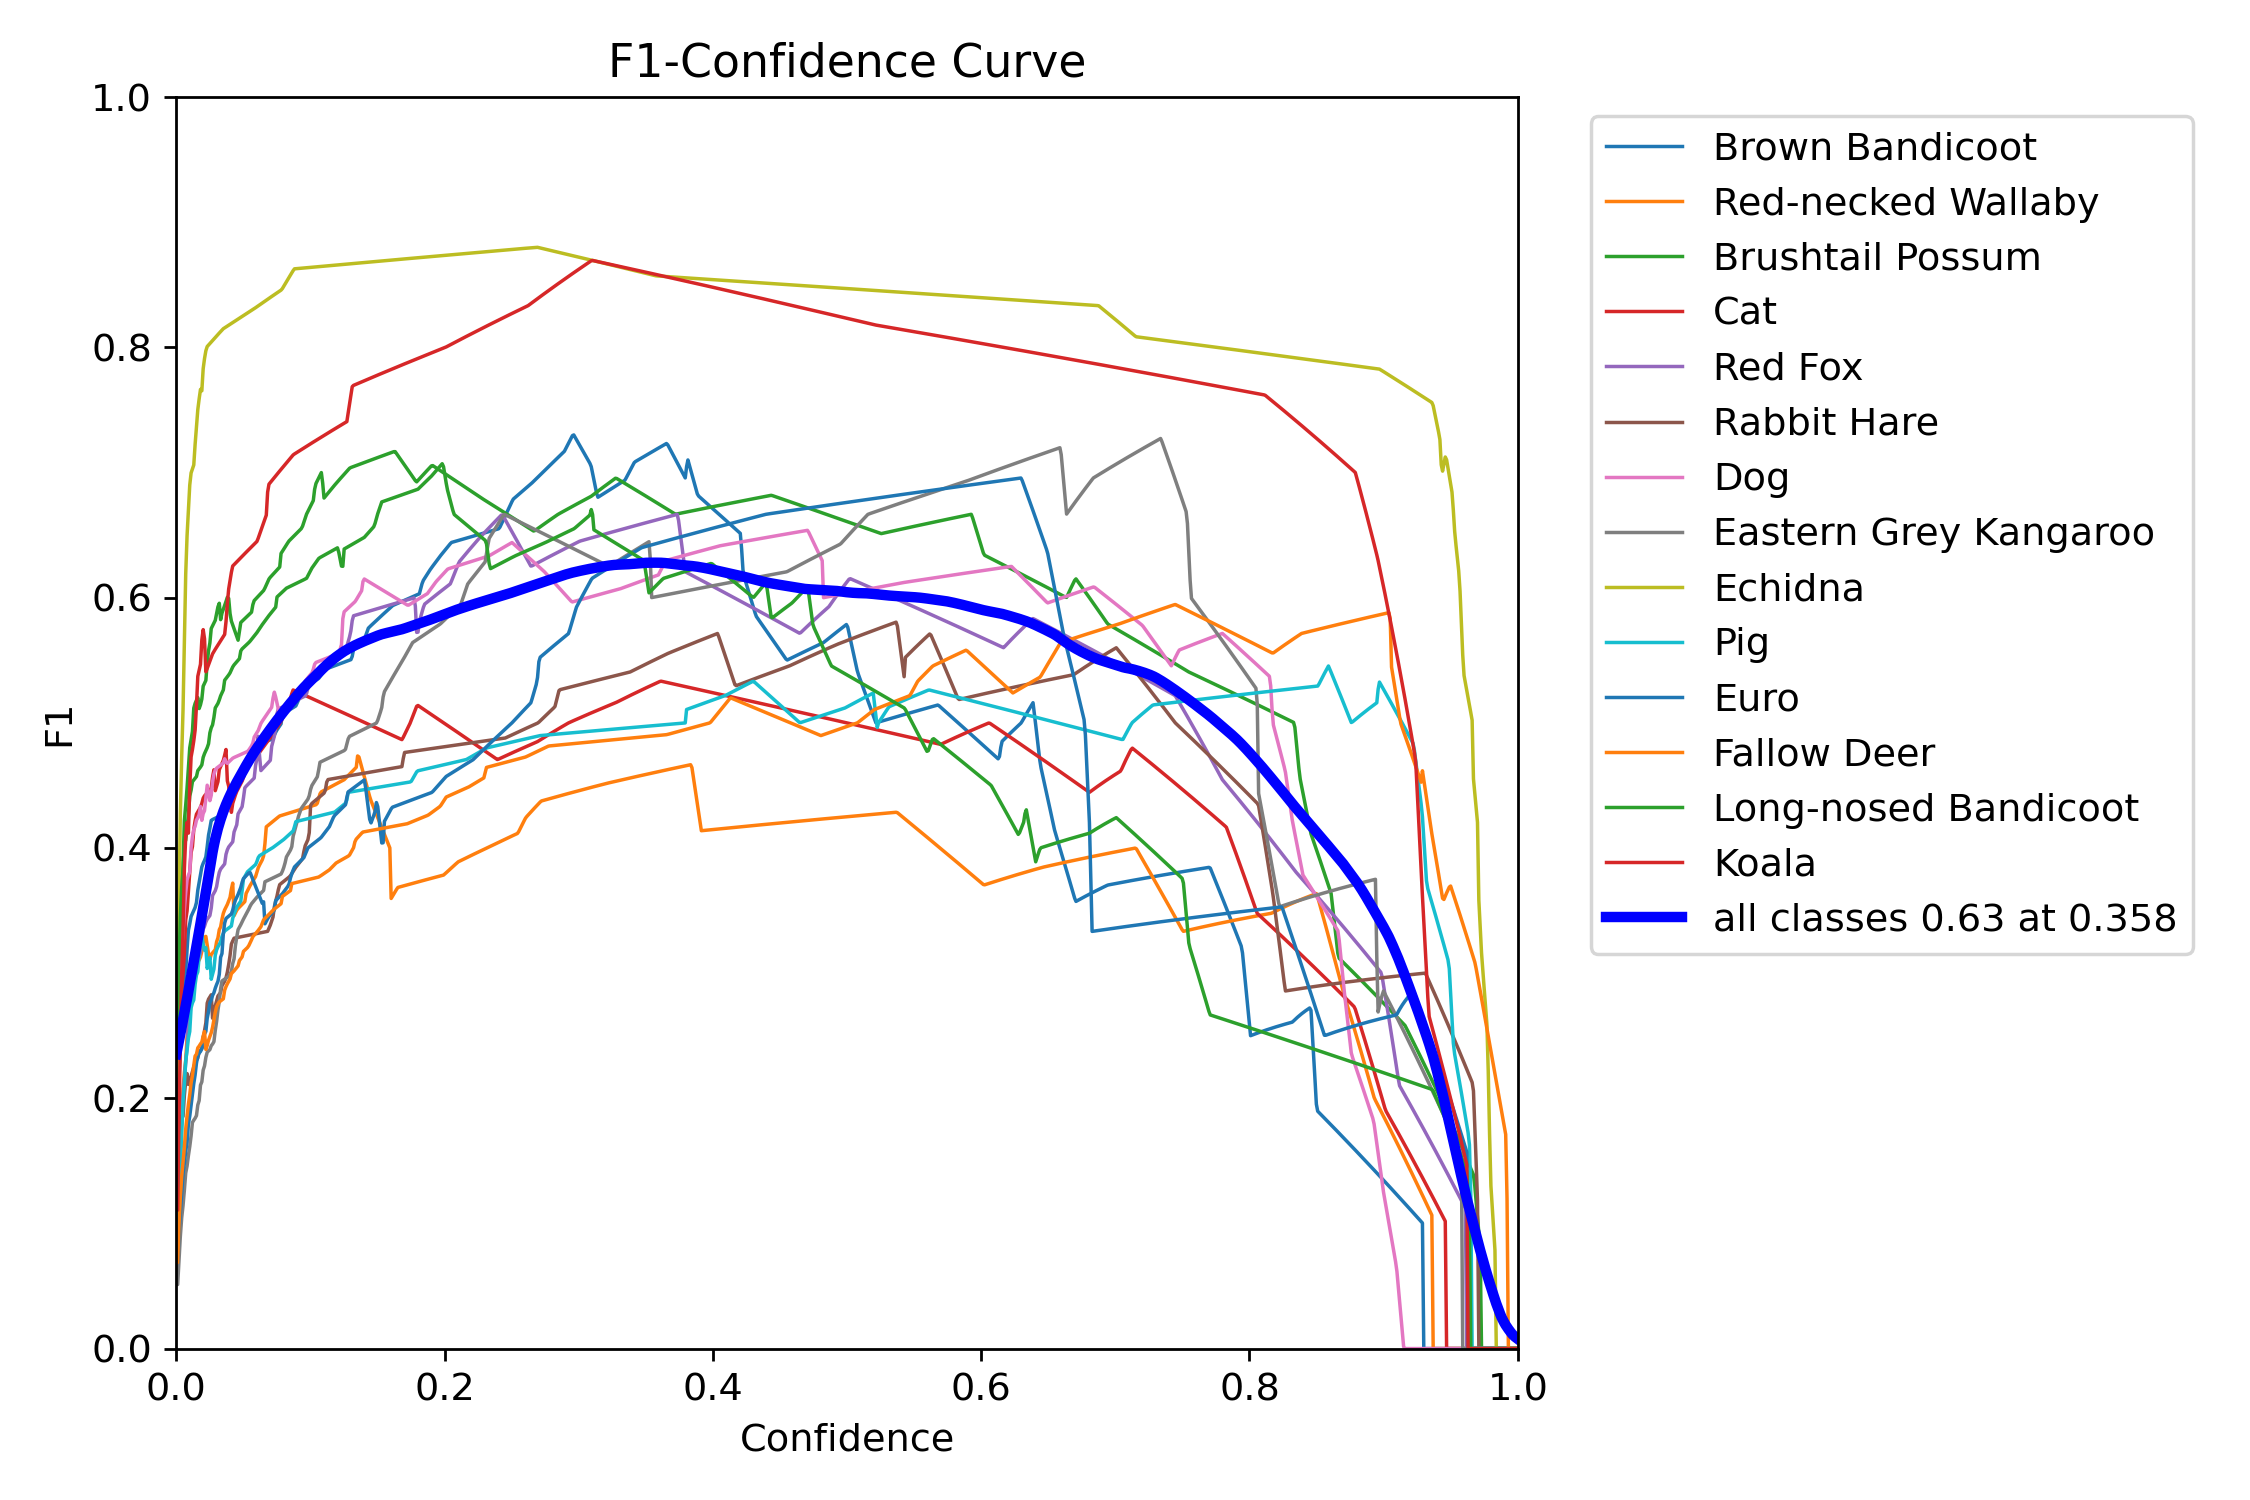 F1-Confidence Curve
1.0
0.8
0.6
0.4
0.2
0.0
F1
0.0 0.2 0.4 0.6 0.8 1.0
Confidence
Brown Bandicoot
Red-necked Wallaby
Brushtail Possum
Cat
Red Fox
Rabbit Hare
Dog
Eastern Grey Kangaroo
Echidna
Pig
Euro
Fallow Deer
Long-nosed Bandicoot
Koala
all classes 0.63 at 0.358